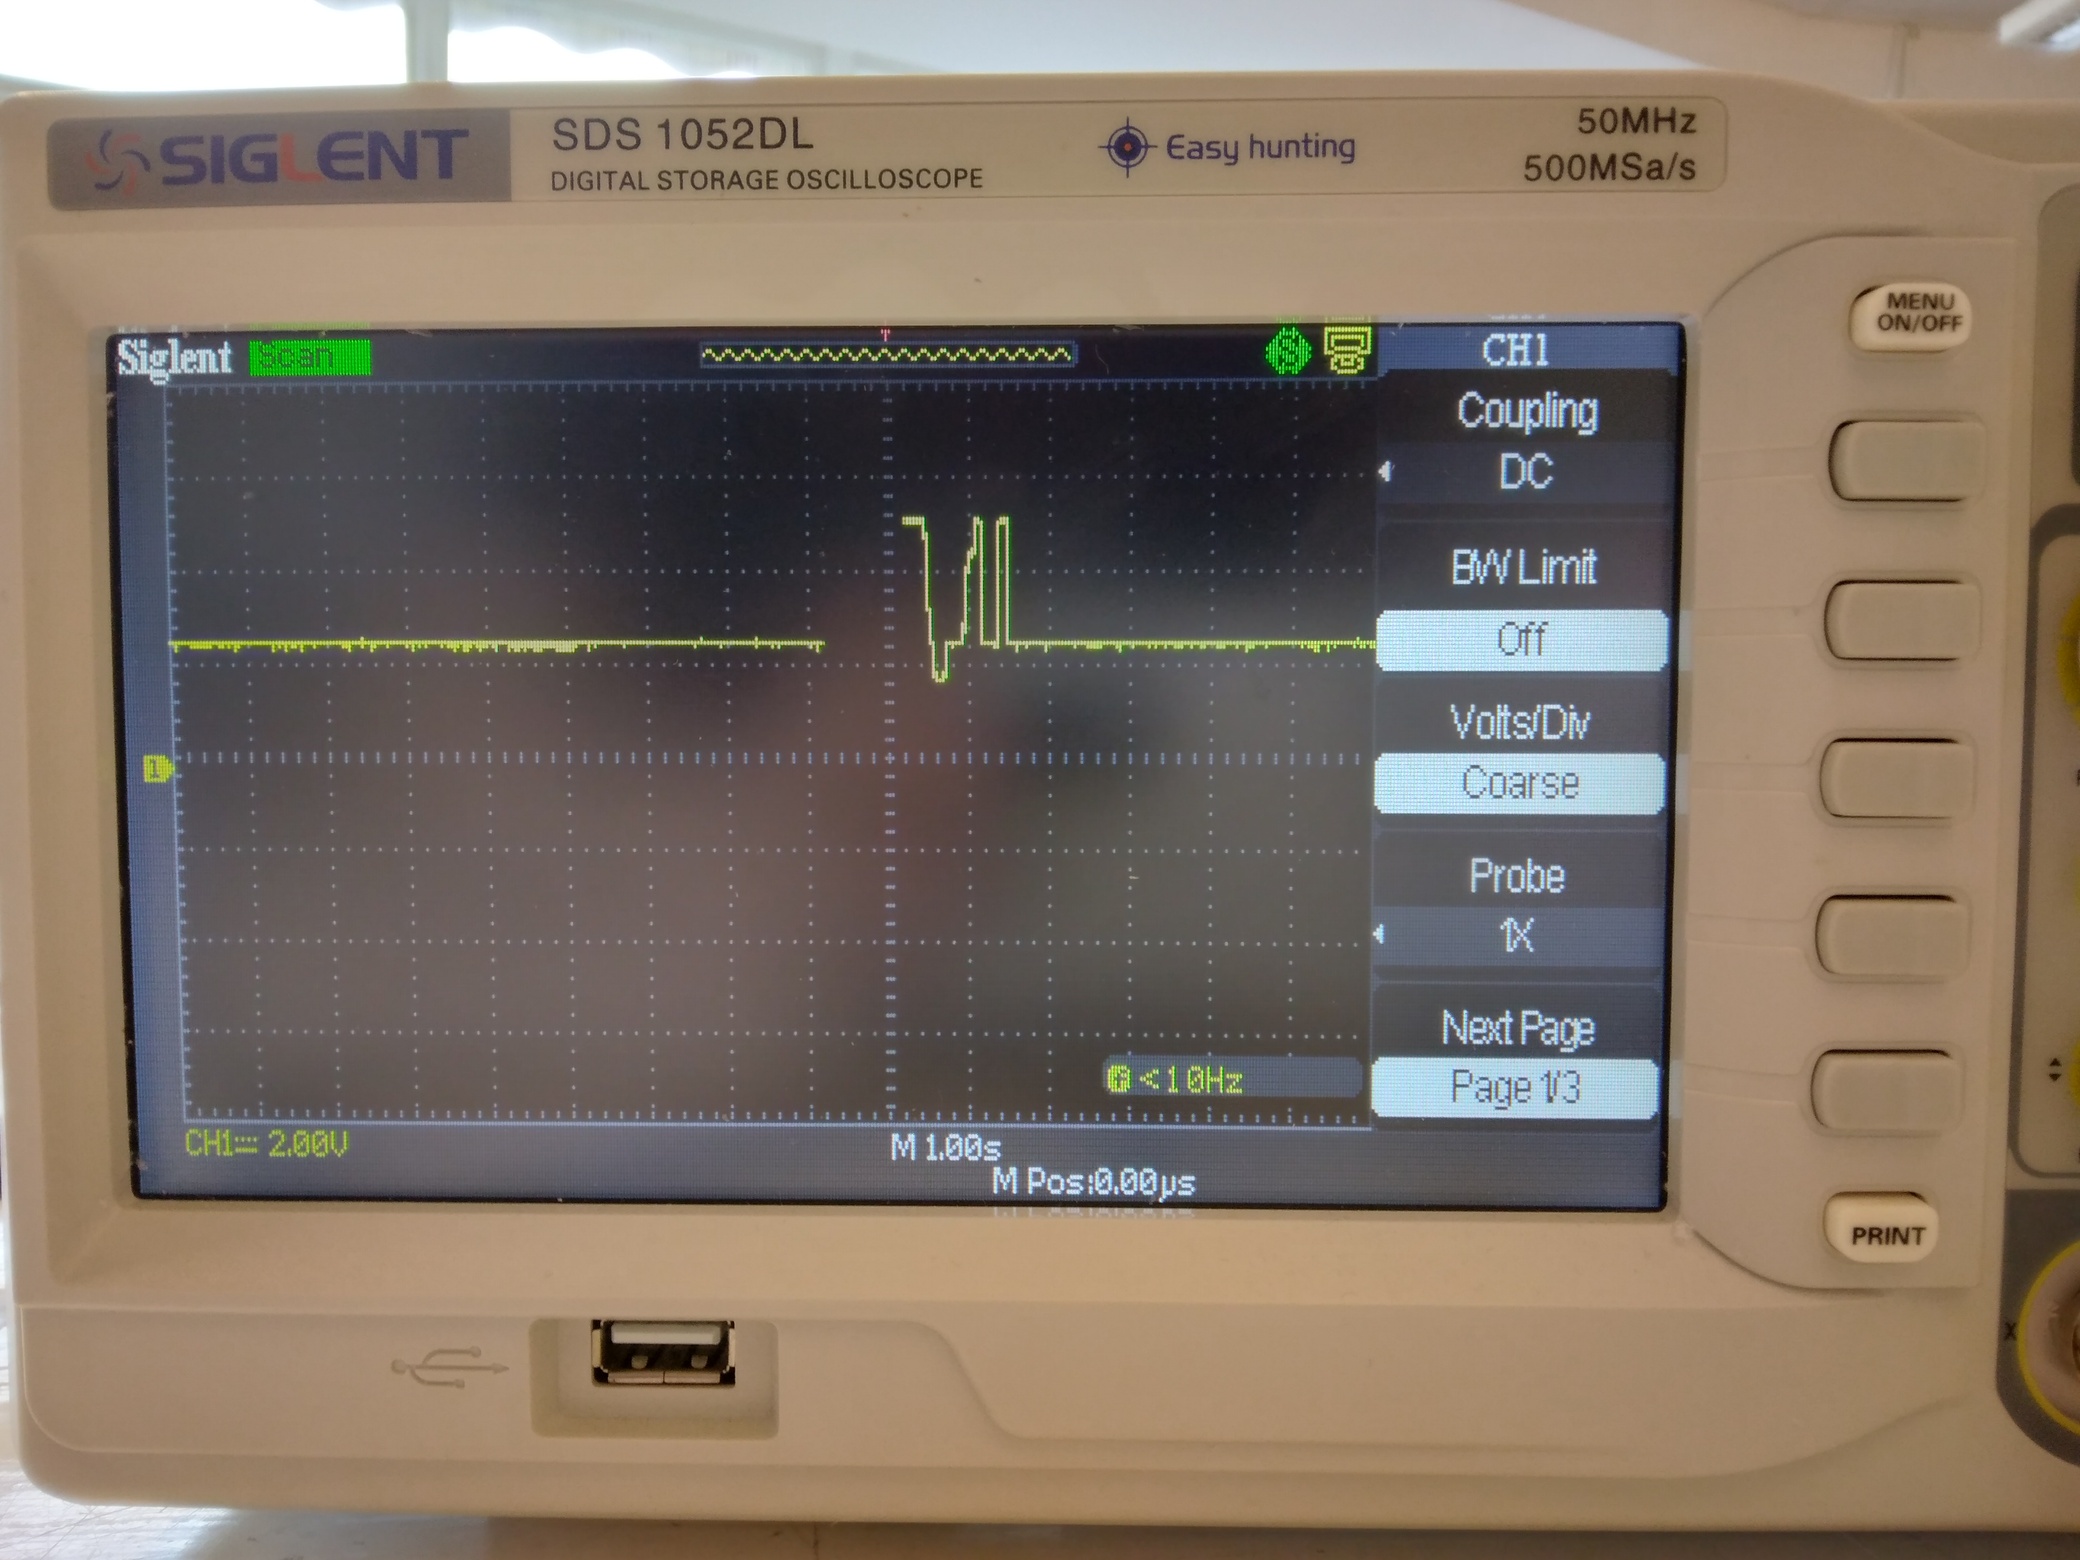 SIGLENT
SDS 1052DL
DIGITAL STORAGE OSCILLOSCOPE
Easy hunting
50MHz
500MSa/s
MENU
ON/OFF
Siglent Scan
T
CH1
Coupling
DC
BW Limit
Off
Volts/Div
Coarse
Probe
1X
Next Page
Page 1/3
1
<10Hz
CH1 2.00V
M 1.00s
M Pos:0.00µs
PRINT
X